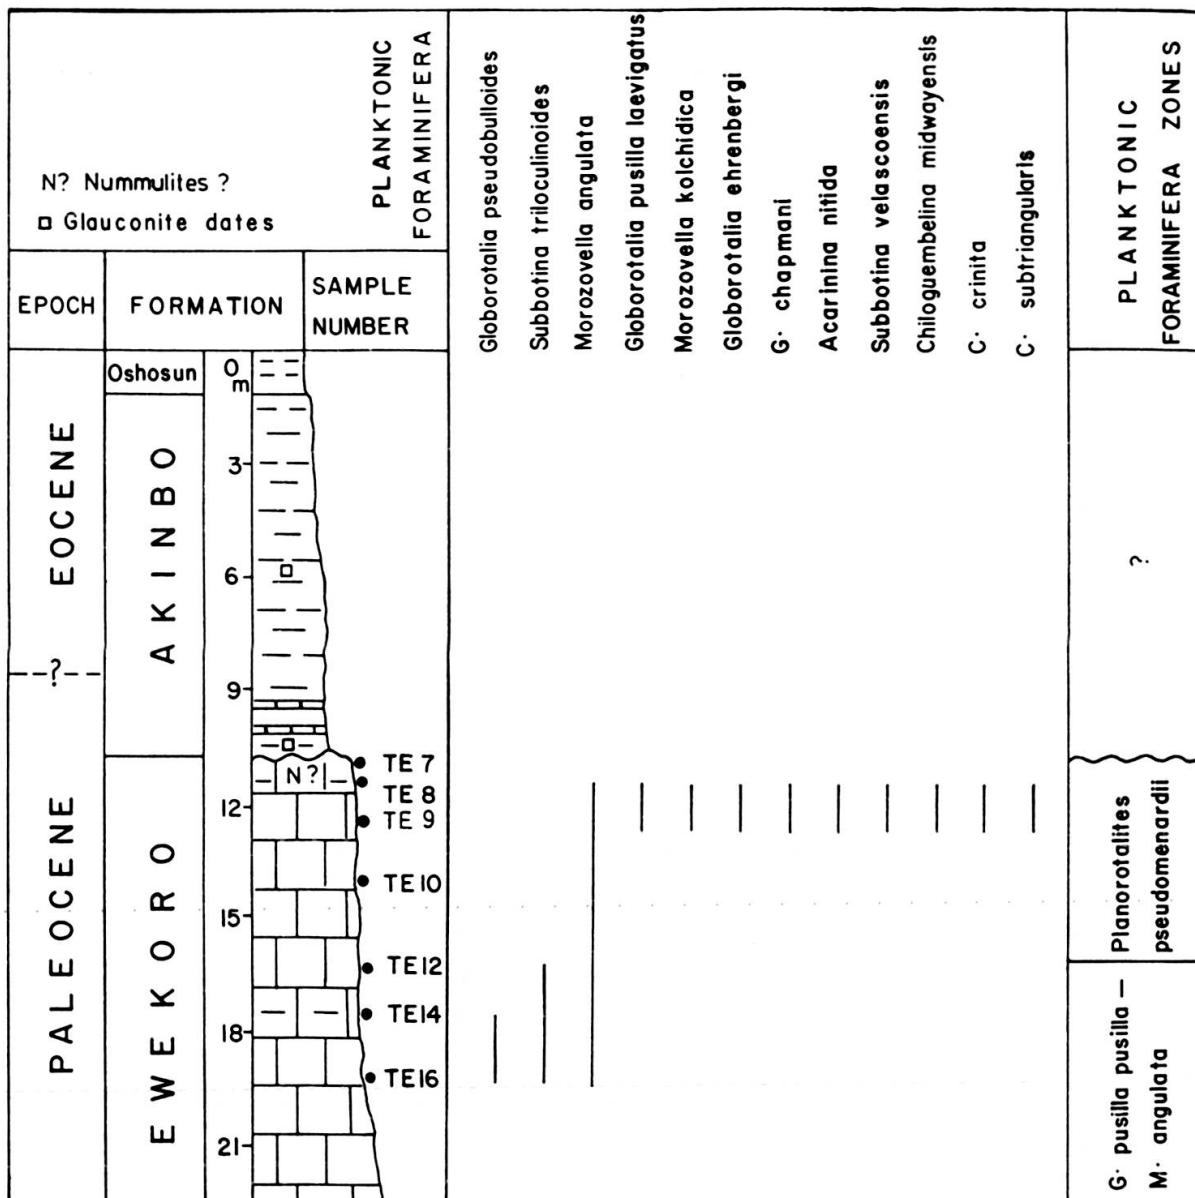 N? Nummulites ?
□ Glauconite dates
PLANKTONIC
FORAMINIFERA
Globorotalia pseudobulloides
Subbotina triloculinoides
Morozovella angulata
Globorotalia pusilla laevigatus
Morozovella kolchidica
Globorotalia ehrenbergi
G· chapmani
Acarinina nitida
Subbotina velascoensis
Chiloguembelina midwayensis
C· crinita
C· subtriangularis
PLANKTONIC
FORAMINIFERA ZONES
EPOCH
FORMATION
SAMPLE
NUMBER
EOCENE
--?--
PALEOCENE
Oshosun
AKINBO
EWEKORO
0
m
3
6
9
12
15
18
21
N?
TE 7
TE 8
TE 9
TE10
TE12
TE14
TE16
?
Planorotalites
pseudomenardii
G· pusilla pusilla —
M· angulata